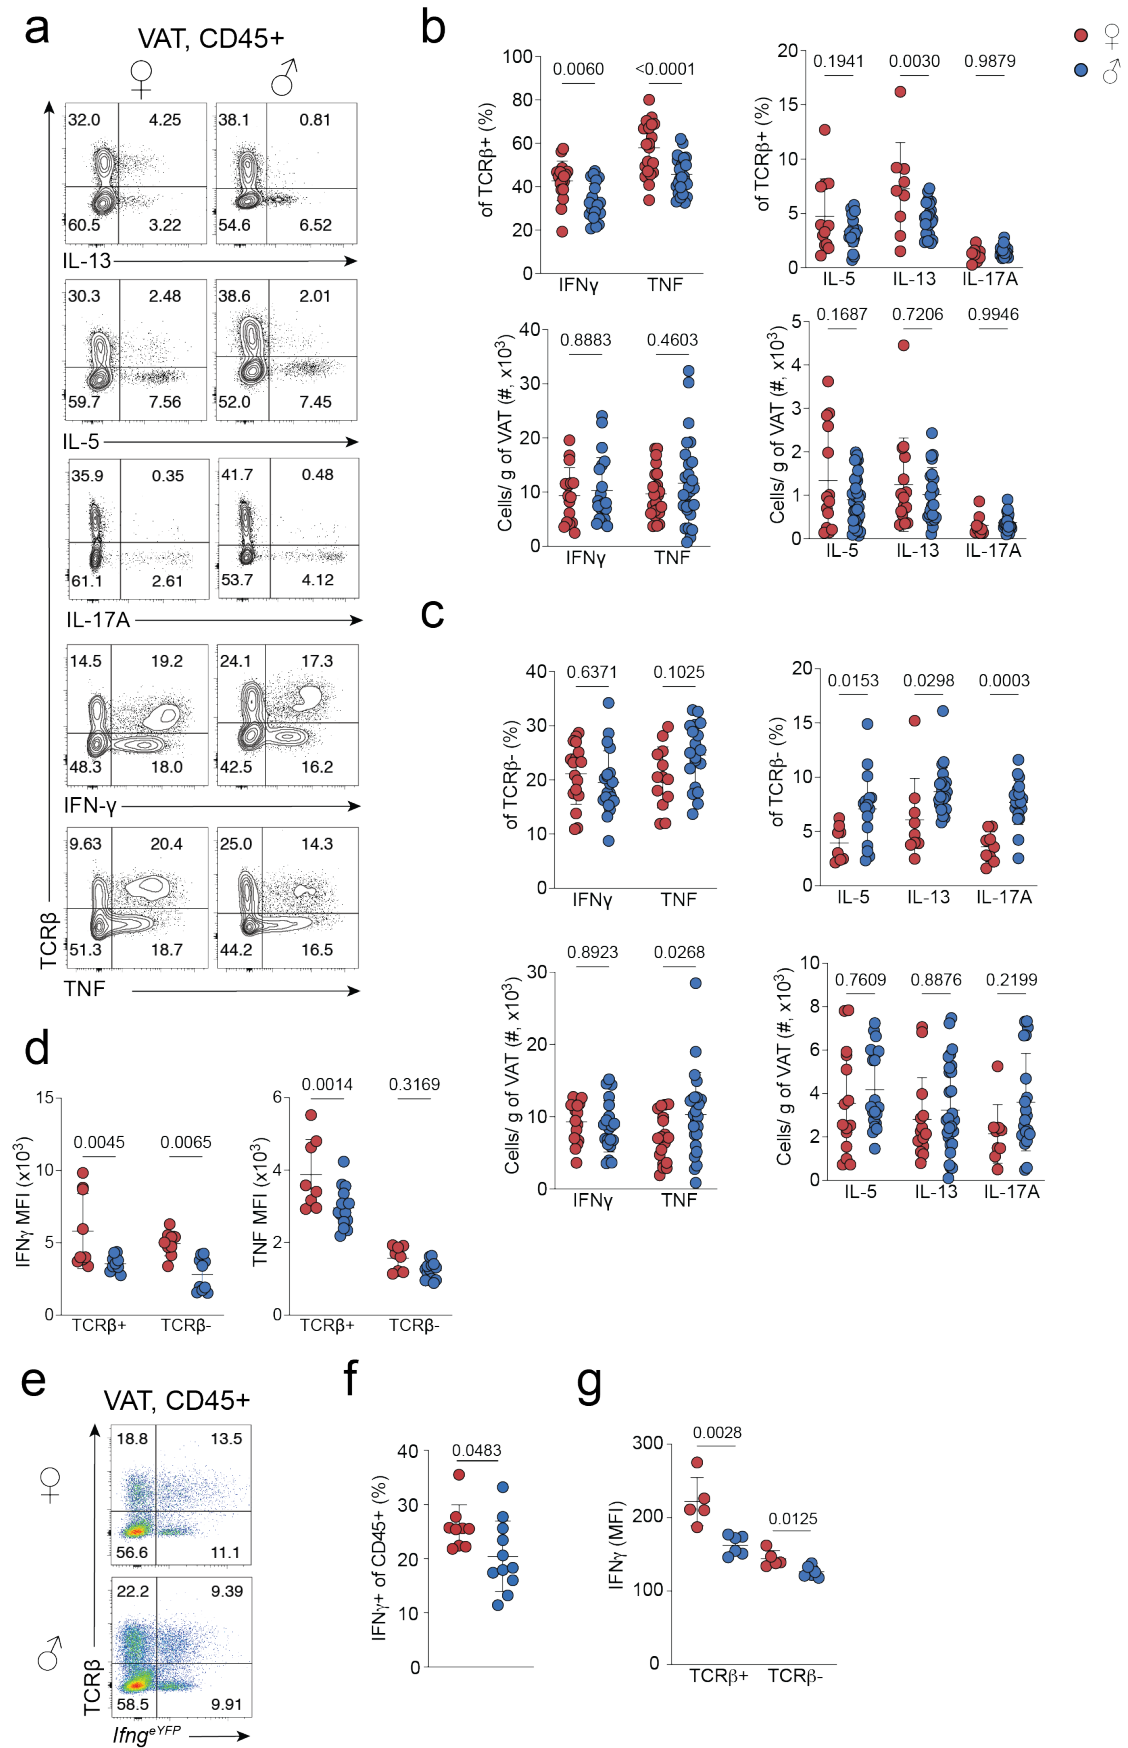 a
VAT, CD45+
♀ ♂
32.0 4.25 38.1 0.81
60.5 3.22 54.6 6.52
IL-13
30.3 2.48 38.6 2.01
59.7 7.56 52.0 7.45
IL-5
35.9 0.35 41.7 0.48
61.1 2.61 53.7 4.12
IL-17A
14.5 19.2 24.1 17.3
48.3 18.0 42.5 16.2
IFN-γ
9.63 20.4 25.0 14.3
51.3 18.7 44.2 16.5
TCRβ
TNF
b
♀
♂
of TCRβ+ (%)
100
80
60
40
20
0
0.0060 <0.0001
IFNγ TNF
of TCRβ+ (%)
20
15
10
5
0
0.1941 0.0030 0.9879
IL-5 IL-13 IL-17A
Cells/ g of VAT (#, x10³)
40
30
20
10
0
0.8883 0.4603
IFNγ TNF
Cells/ g of VAT (#, x10³)
5
4
3
2
1
0
0.1687 0.7206 0.9946
IL-5 IL-13 IL-17A
c
of TCRβ- (%)
40
30
20
10
0
0.6371 0.1025
IFNγ TNF
of TCRβ- (%)
20
15
10
5
0
0.0153 0.0298 0.0003
IL-5 IL-13 IL-17A
Cells/ g of VAT (#, x10³)
30
20
10
0
0.8923 0.0268
IFNγ TNF
Cells/ g of VAT (#, x10³)
10
8
6
4
2
0
0.7609 0.8876 0.2199
IL-5 IL-13 IL-17A
d
IFNγ MFI (x10³)
15
10
5
0
0.0045 0.0065
TCRβ+ TCRβ-
TNF MFI (x10³)
6
4
2
0
0.0014 0.3169
TCRβ+ TCRβ-
e
VAT, CD45+
♀
18.8 13.5
56.6 11.1
♂
22.2 9.39
58.5 9.91
TCRβ
Ifng^eYFP
f
IFNγ+ of CD45+ (%)
40
30
20
10
0
0.0483
g
IFNγ (MFI)
300
200
100
0
0.0028
0.0125
TCRβ+ TCRβ-